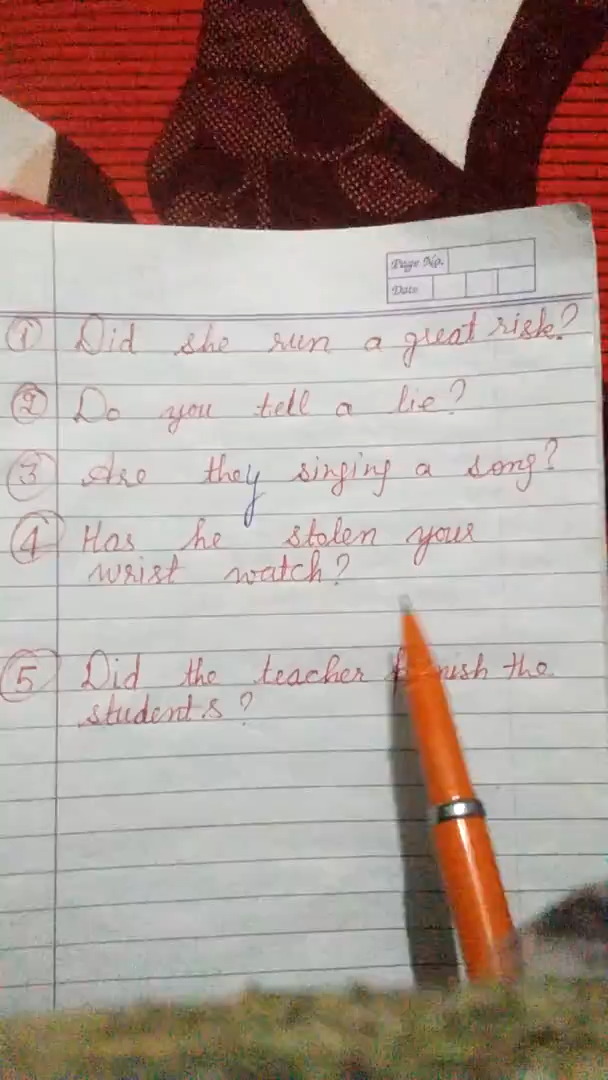 Page No.
Date
① Did she run a great risk?
② Do you tell a lie?
③ Are they singing a song?
④ Has he stolen your
wrist watch?
⑤ Did the teacher the
students?